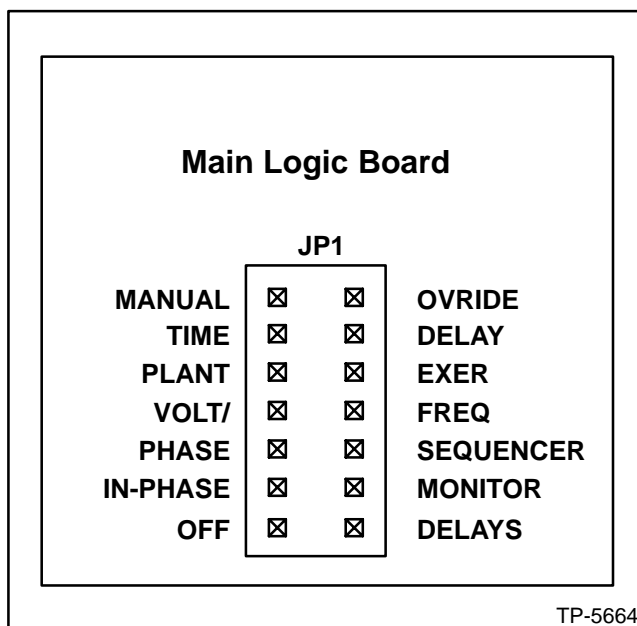 Main Logic Board
JP1
MANUAL OVRIDE
TIME DELAY
PLANT EXER
VOLT/ FREQ
PHASE SEQUENCER
IN-PHASE MONITOR
OFF DELAYS
TP-5664